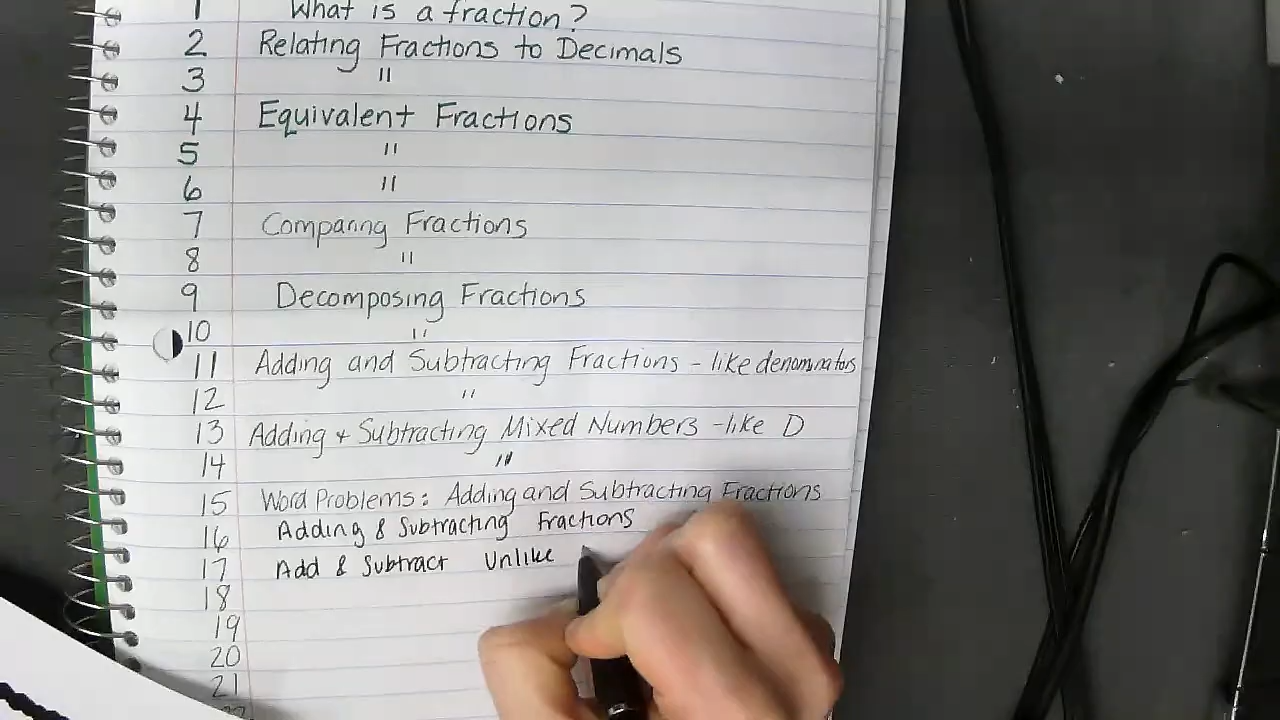 1 What is a fraction?
2 Relating Fractions to Decimals
3 "
4 Equivalent Fractions
5 "
6 "
7 Comparing Fractions
8 "
9 Decomposing Fractions
10 "
11 Adding and Subtracting Fractions - like denominators
12 "
13 Adding + Subtracting Mixed Numbers - like D
14 "
15 Word Problems: Adding and Subtracting Fractions
16 Adding & Subtracting Fractions
17 Add & Subtract Unlike
18
19
20
21